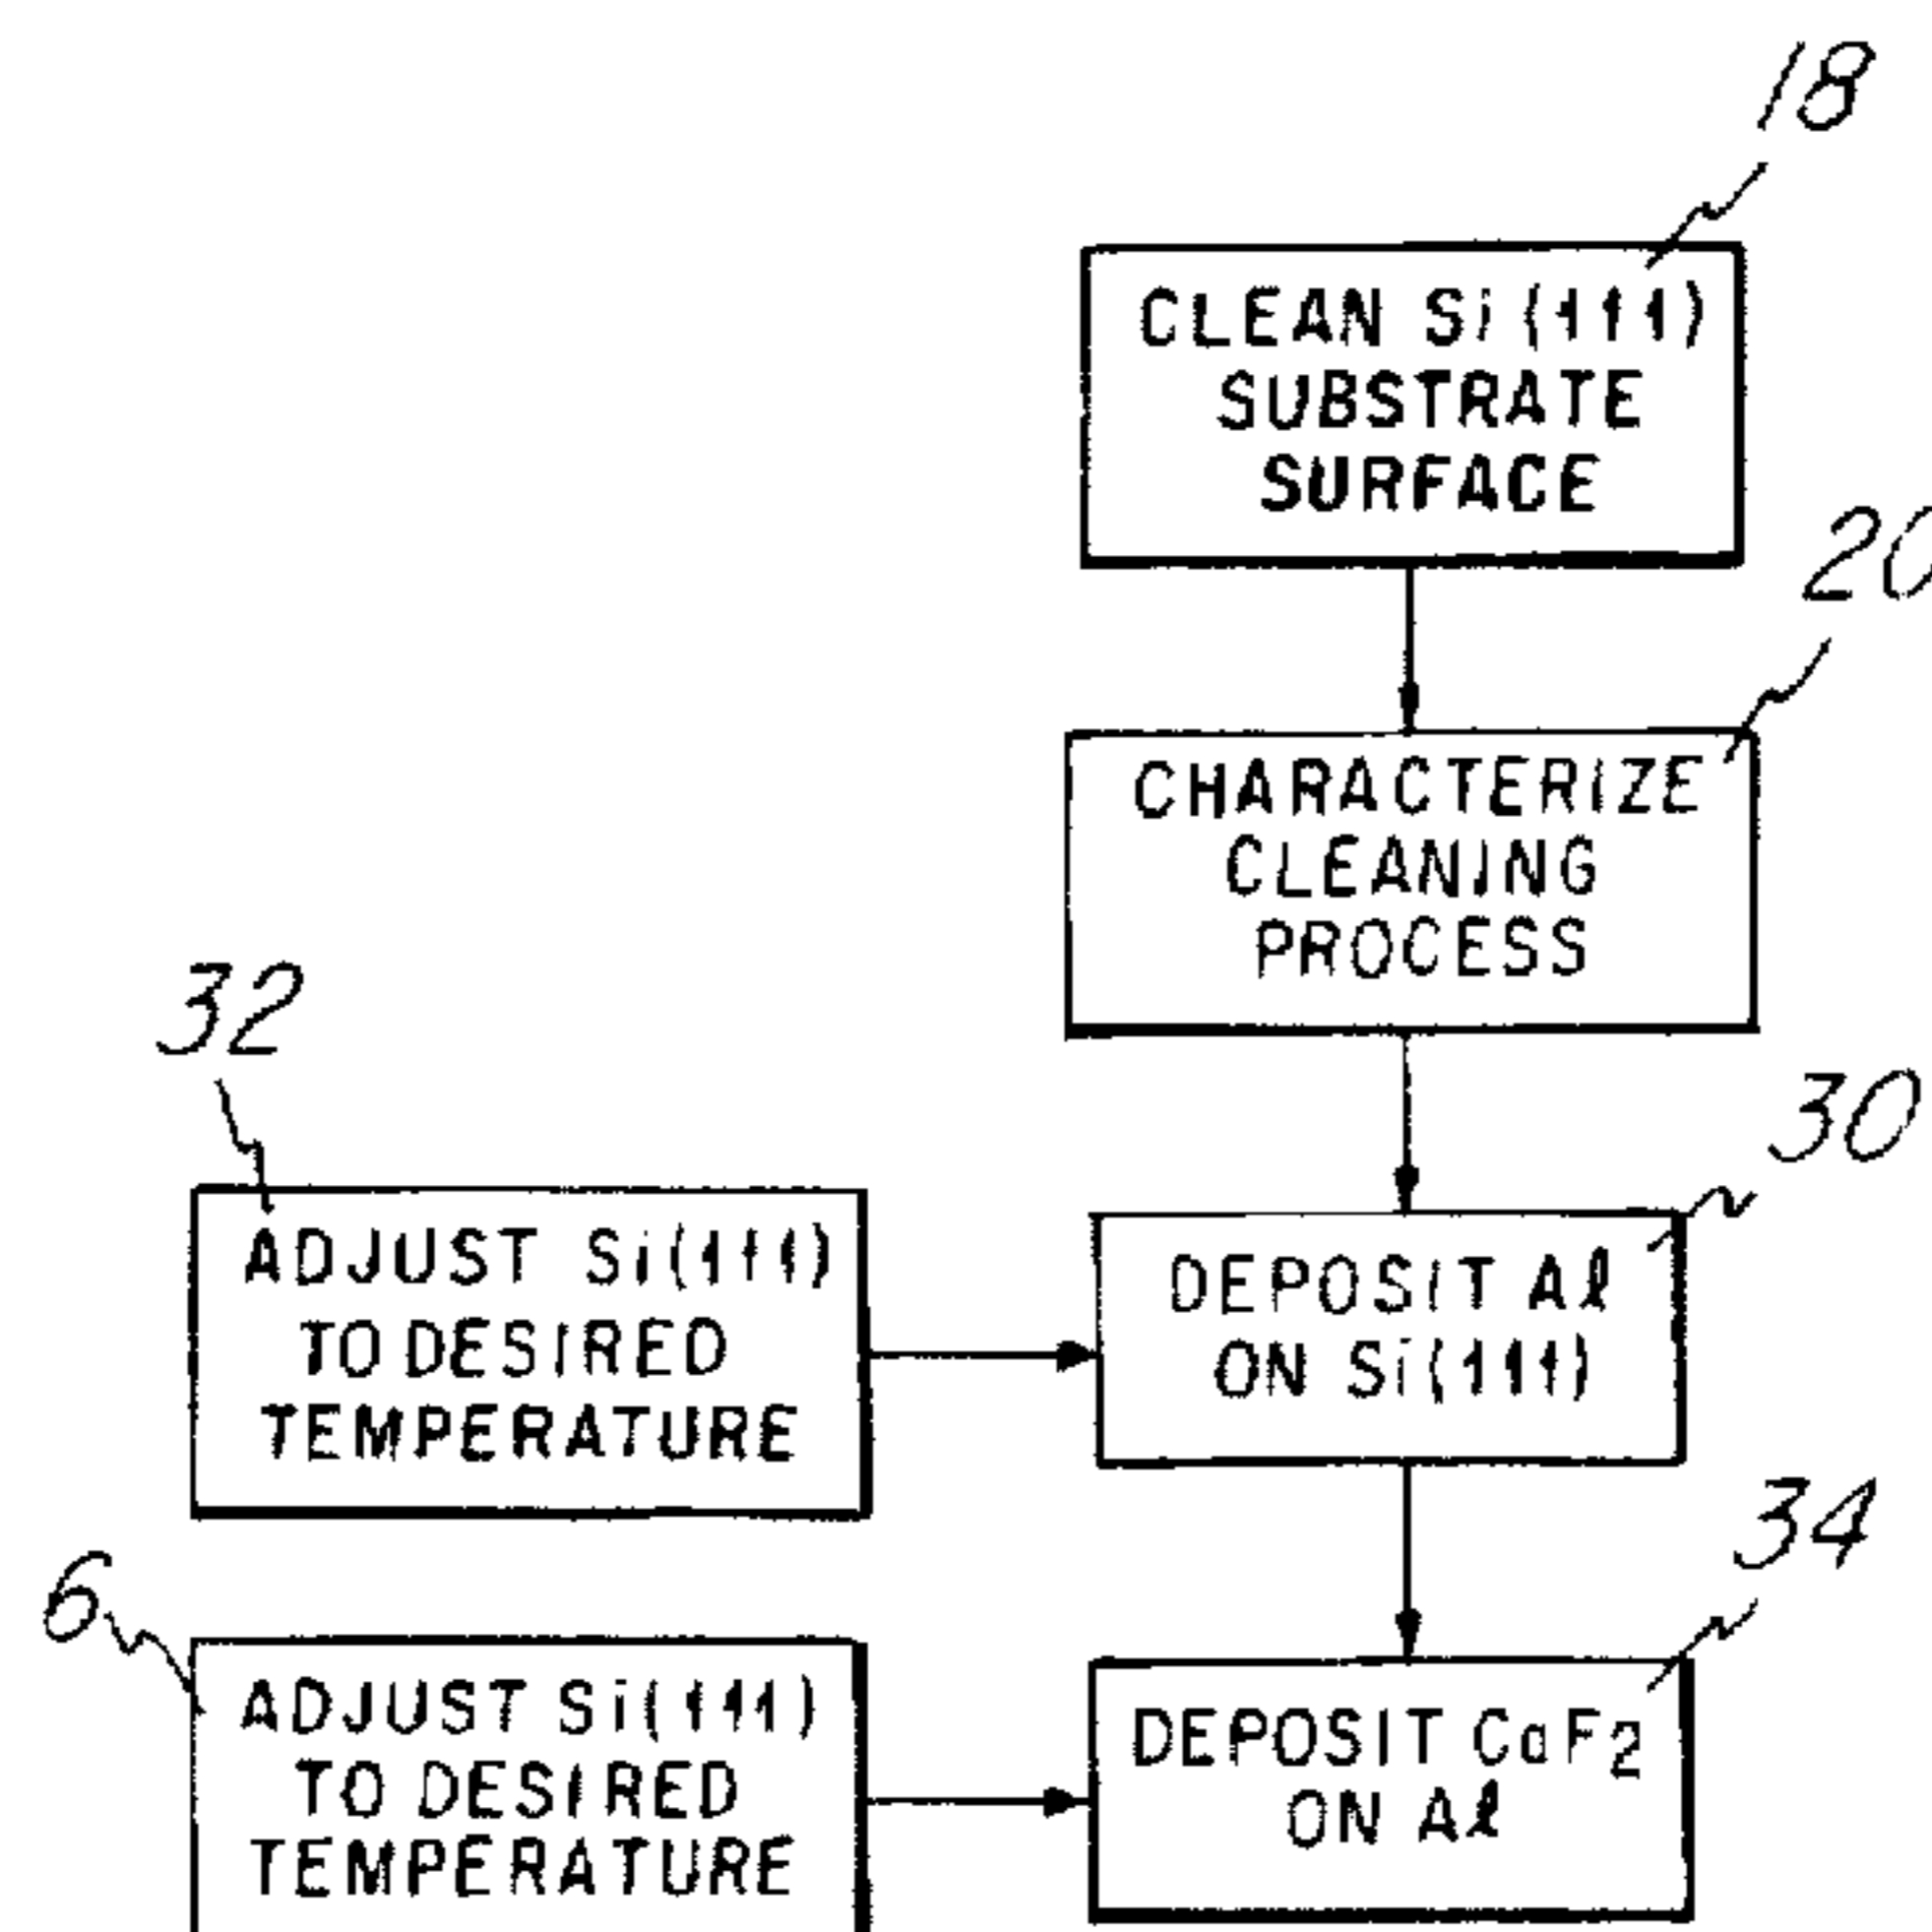 18
CLEAN Si(111)
SUBSTRATE
SURFACE
20
CHARACTERIZE
CLEANING
PROCESS
32
30
ADJUST Si(111)
TO DESIRED
TEMPERATURE
DEPOSIT Aℓ
ON Si(111)
34
6
ADJUST Si(111)
TO DESIRED
TEMPERATURE
DEPOSIT CaF2
ON Aℓ